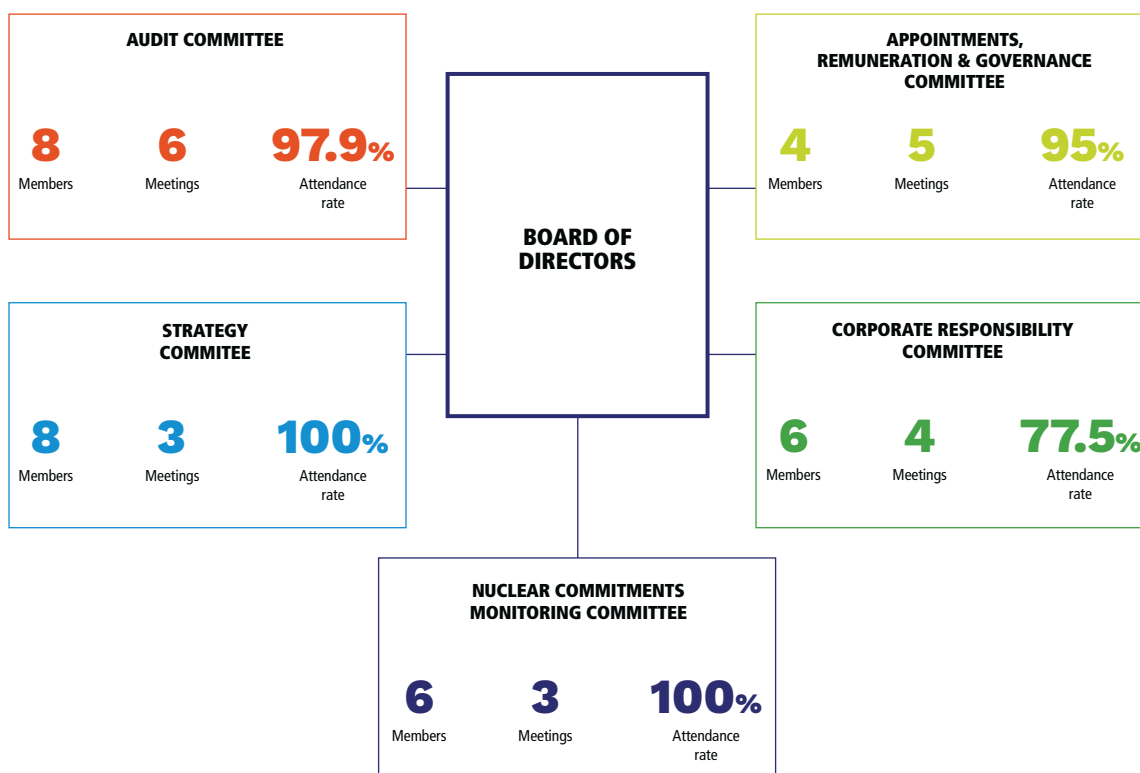 AUDIT COMMITTEE
8
6
97.9%
Members
Meetings
Attendance
rate
APPOINTMENTS,
REMUNERATION & GOVERNANCE
COMMITTEE
4
5
95%
Members
Meetings
Attendance
rate
BOARD OF
DIRECTORS
STRATEGY
COMMITEE
8
3
100%
Members
Meetings
Attendance
rate
CORPORATE RESPONSIBILITY
COMMITTEE
6
4
77.5%
Members
Meetings
Attendance
rate
NUCLEAR COMMITMENTS
MONITORING COMMITTEE
6
3
100%
Members
Meetings
Attendance
rate